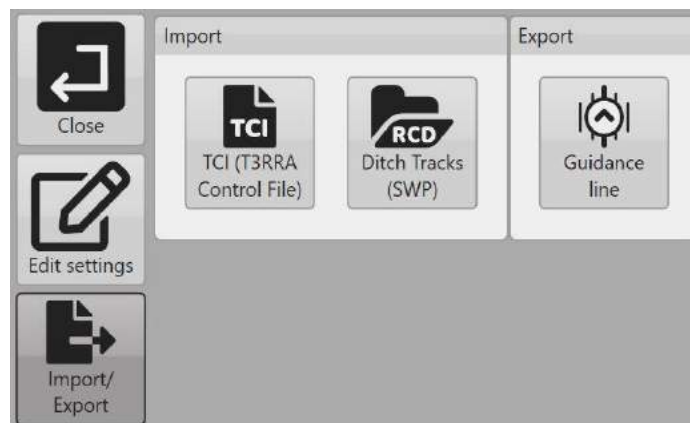 Close
Edit settings
Import/
Export
Import
TCI
TCI (T3RRA
Control File)
RCD
Ditch Tracks
(SWP)
Export
Guidance
line